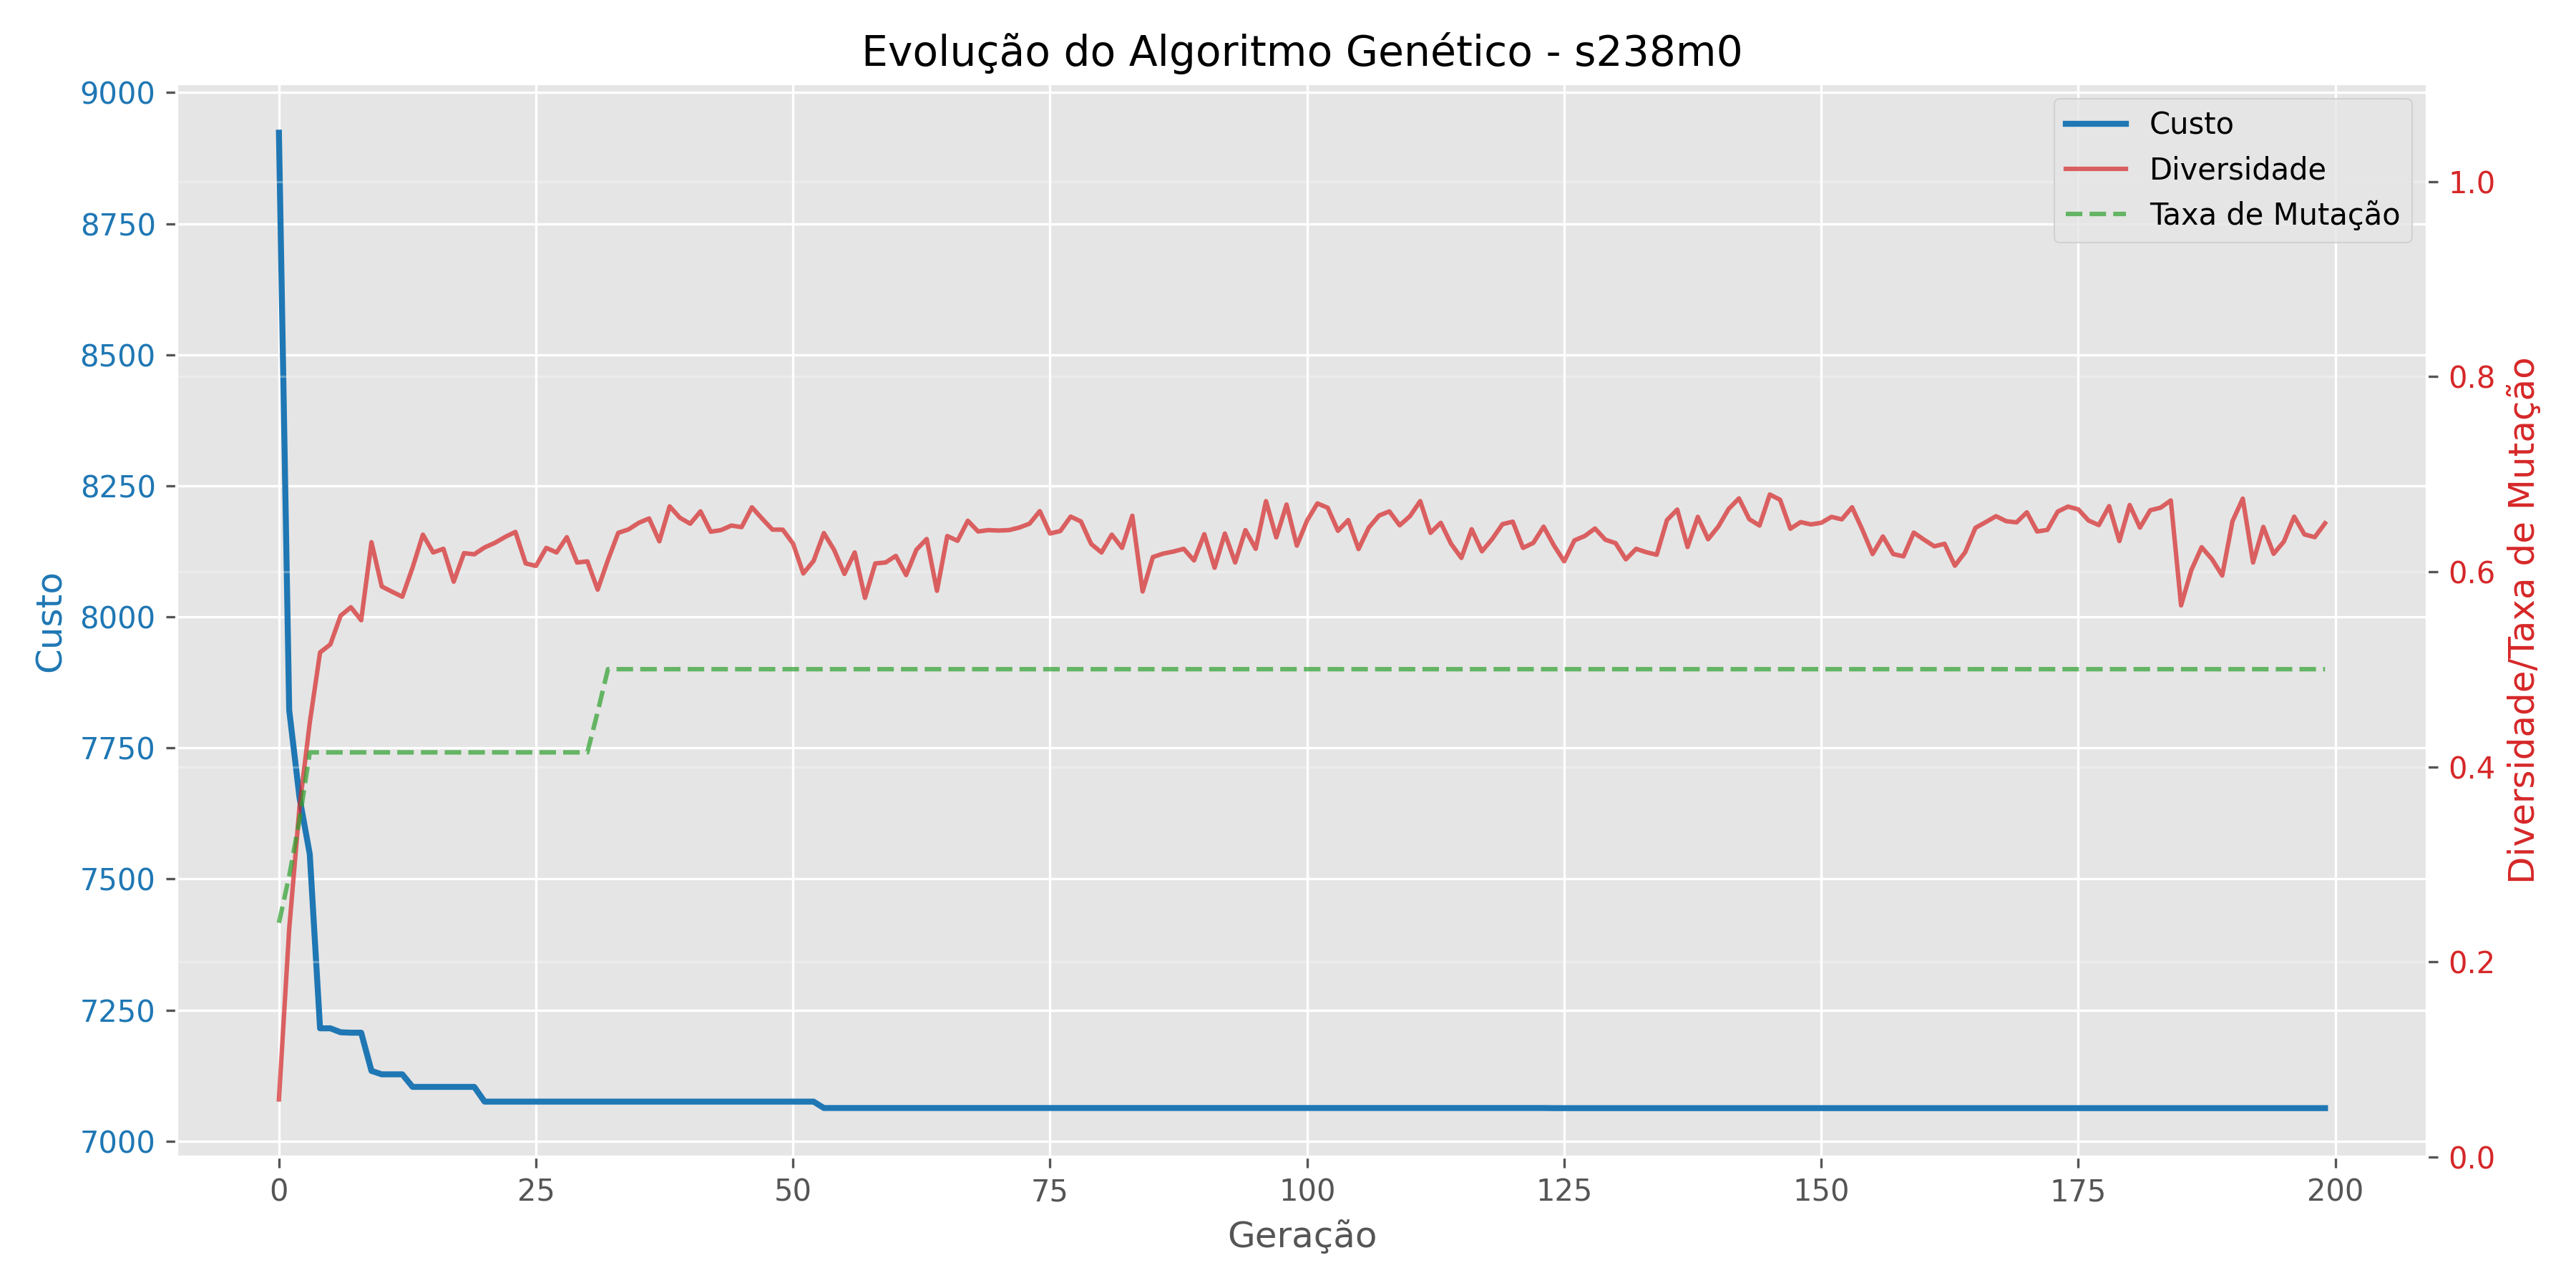 Evolução do Algoritmo Genético - s238m0
Custo
Diversidade
Taxa de Mutação
9000
8750
8500
8250
8000
7750
7500
7250
7000
Custo
1.0
0.8
0.6
0.4
0.2
0.0
Diversidade/Taxa de Mutação
0 25 50 75 100 125 150 175 200
Geração